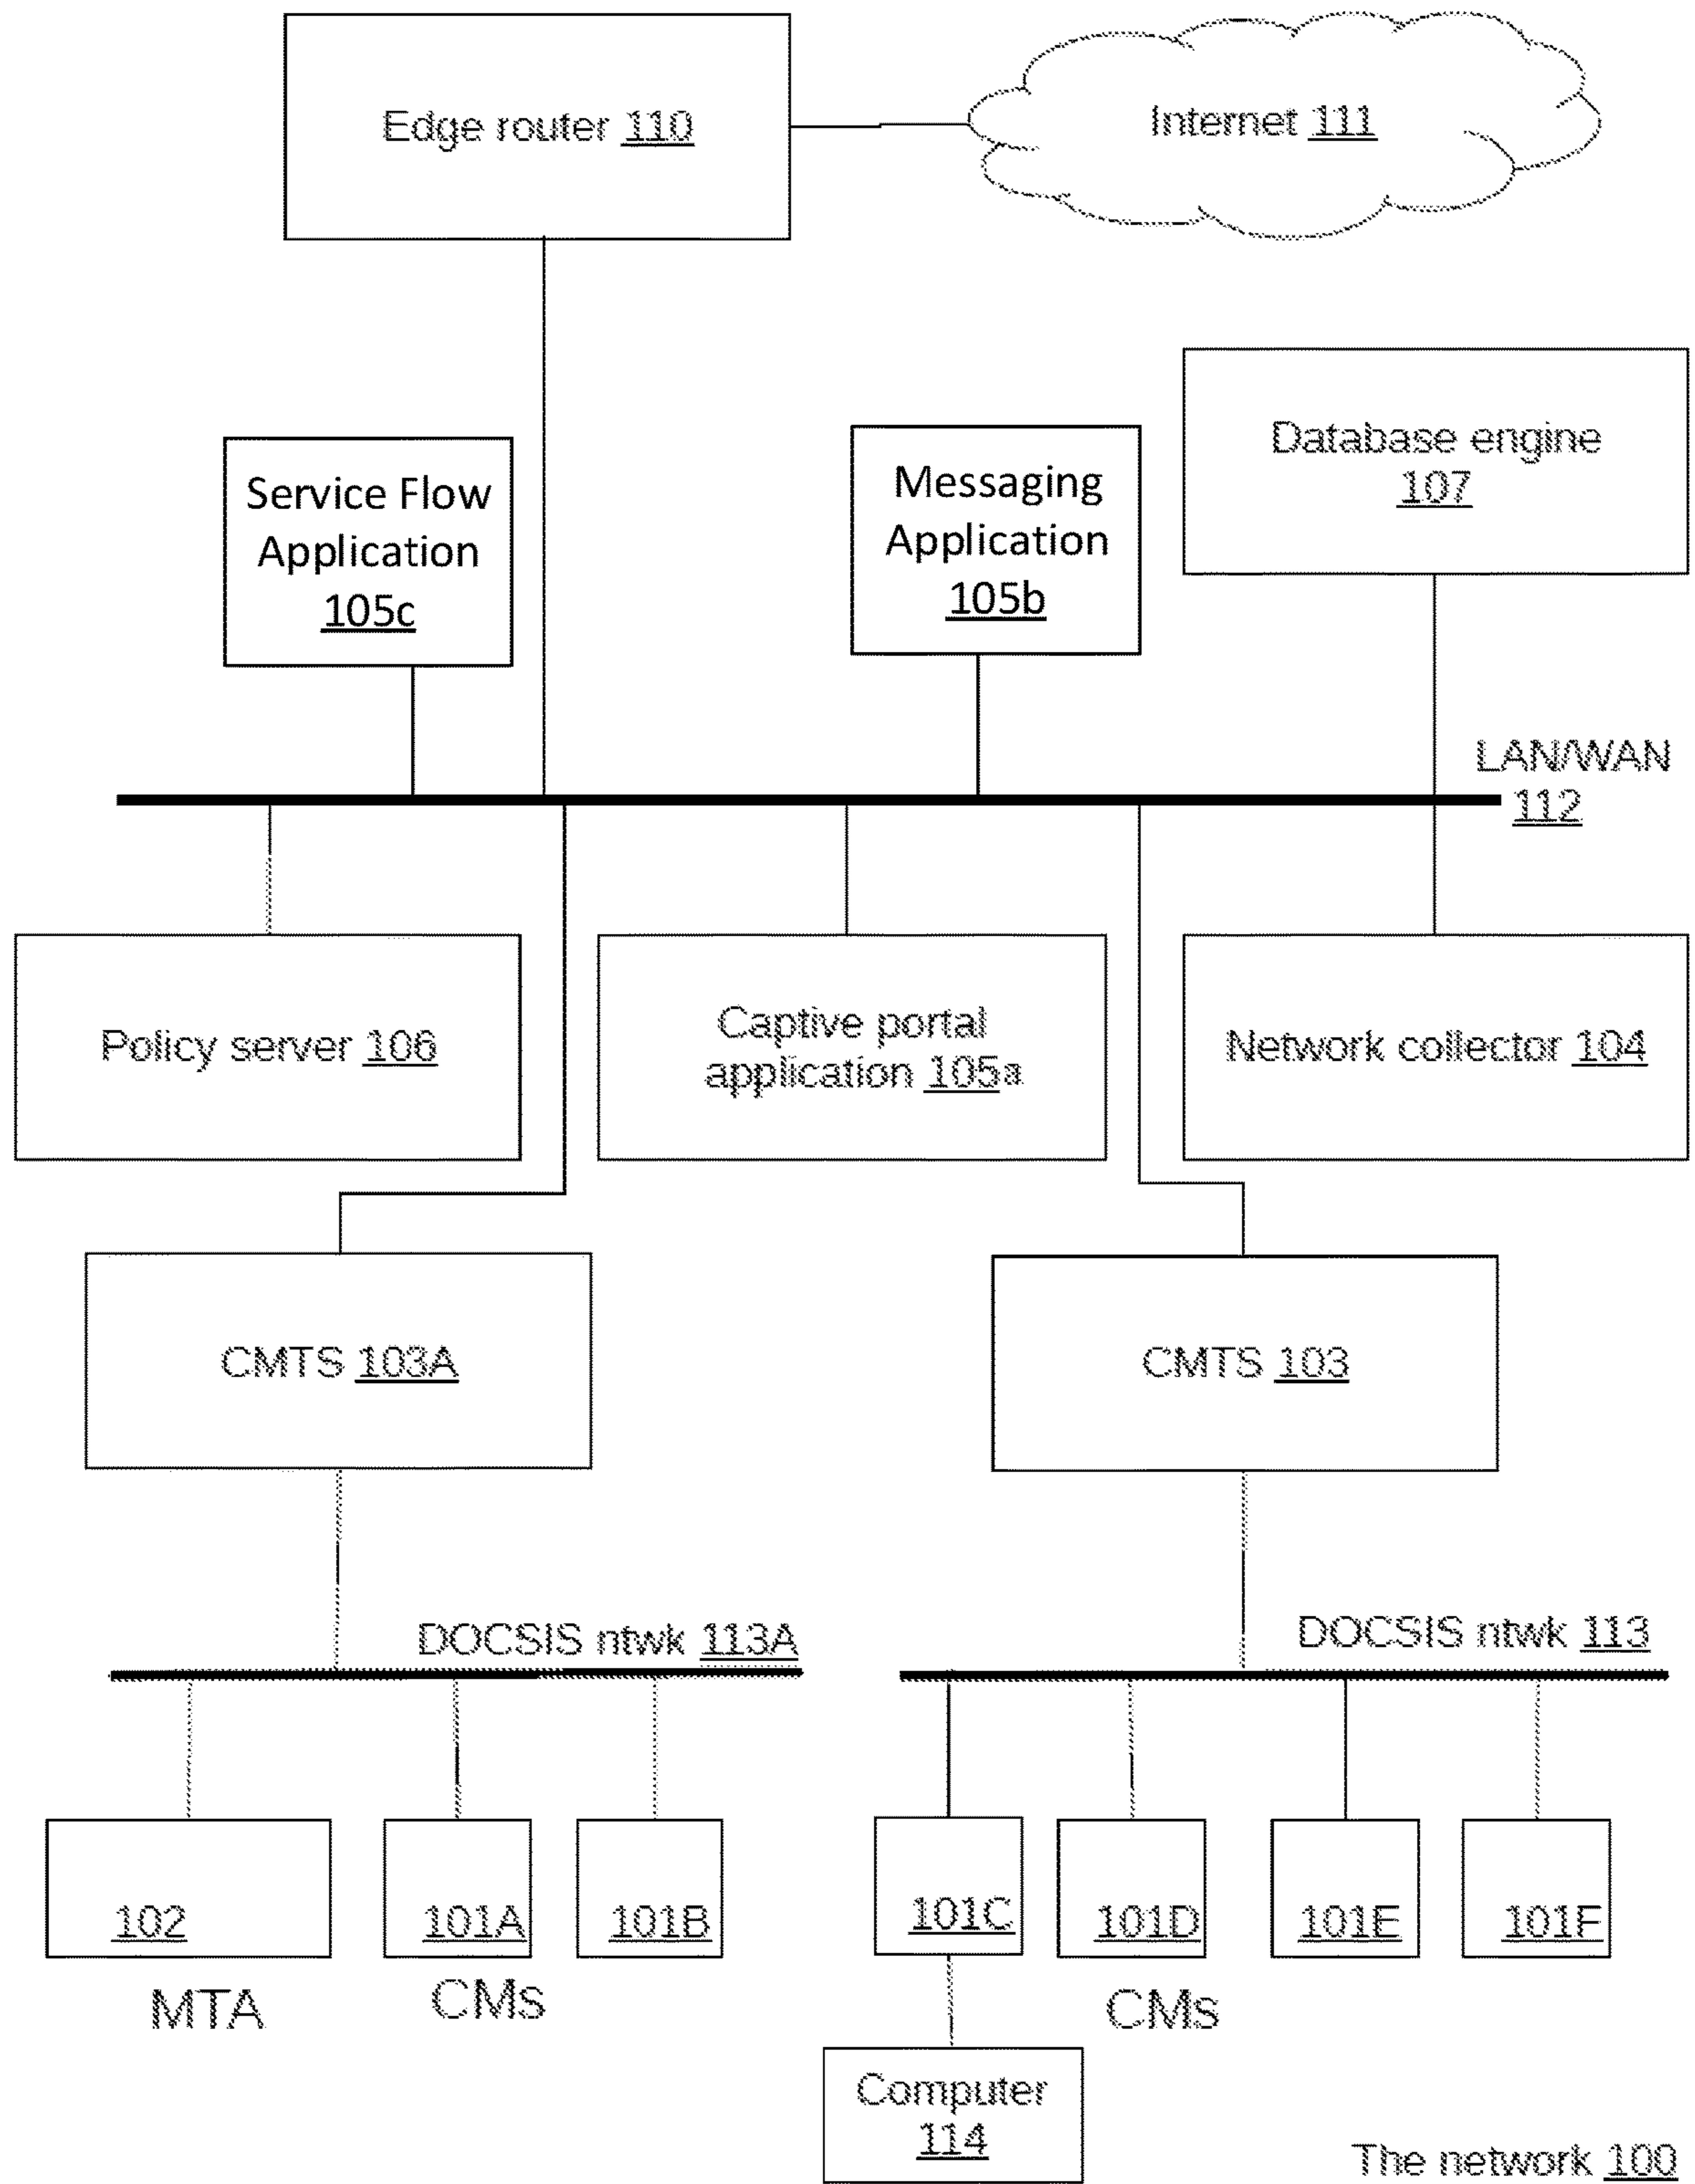 Edge router 110
Internet 111
Service Flow
Application
105c
Messaging
Application
105b
Database engine
107
LAN/WAN
112
Policy server 106
Captive portal
application 105a
Network collector 104
CMTS 103A
CMTS 103
DOCSIS ntwk 113A
DOCSIS ntwk 113
102
101A
101B
101C
101D
101E
101F
MTA
CMs
CMs
Computer
114
The network 100